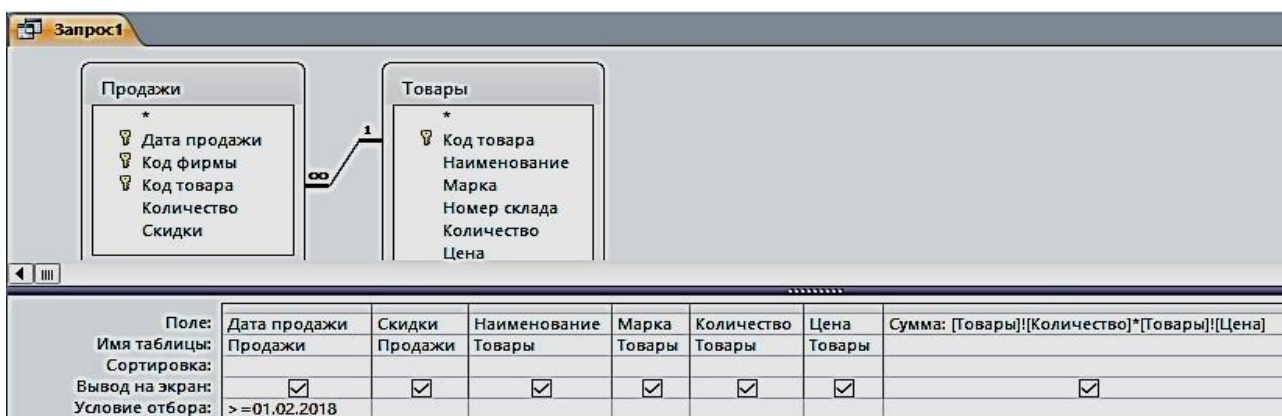 Запрос1
Продажи
*
Дата продажи
Код фирмы
Код товара
Количество
Скидки
∞
1
Товары
*
Код товара
Наименование
Марка
Номер склада
Количество
Цена
Поле: Дата продажи Скидки Наименование Марка Количество Цена Сумма: [Товары]![Количество]*[Товары]![Цена]
Имя таблицы: Продажи Продажи Товары Товары Товары Товары
Сортировка:
Вывод на экран:
Условие отбора: >=01.02.2018